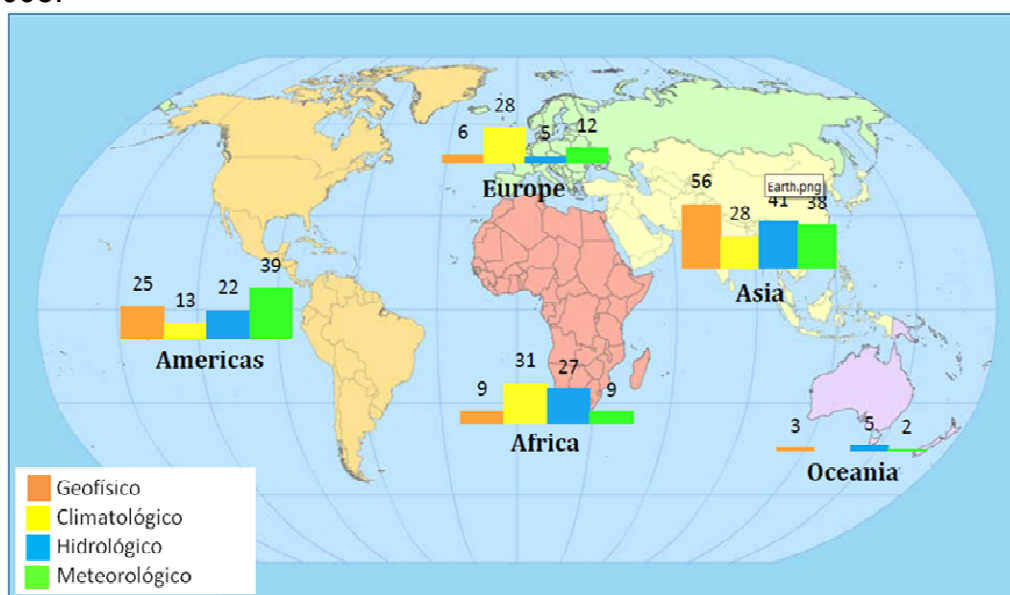 28
6
5
12
Europe
56
Earth.png
28
41
38
Asia
25
13
22
39
Americas
9
31
27
9
Africa
3
5
2
Oceania
Geofísico
Climatológico
Hidrológico
Meteorológico